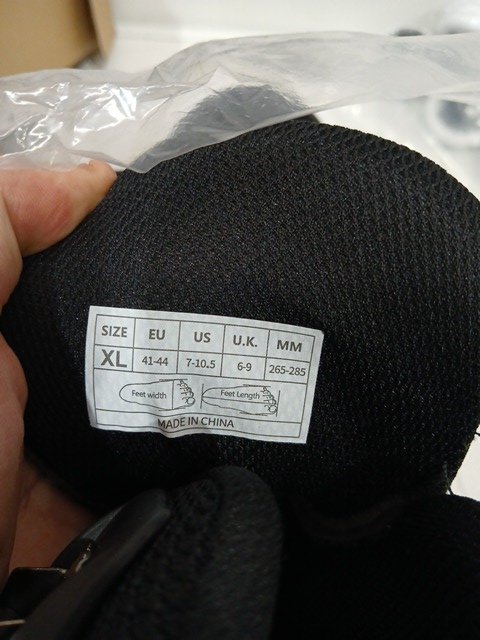 SIZE EU US U.K. MM
XL 41-44 7-10.5 6-9 265-285
Feet width Feet Length
MADE IN CHINA